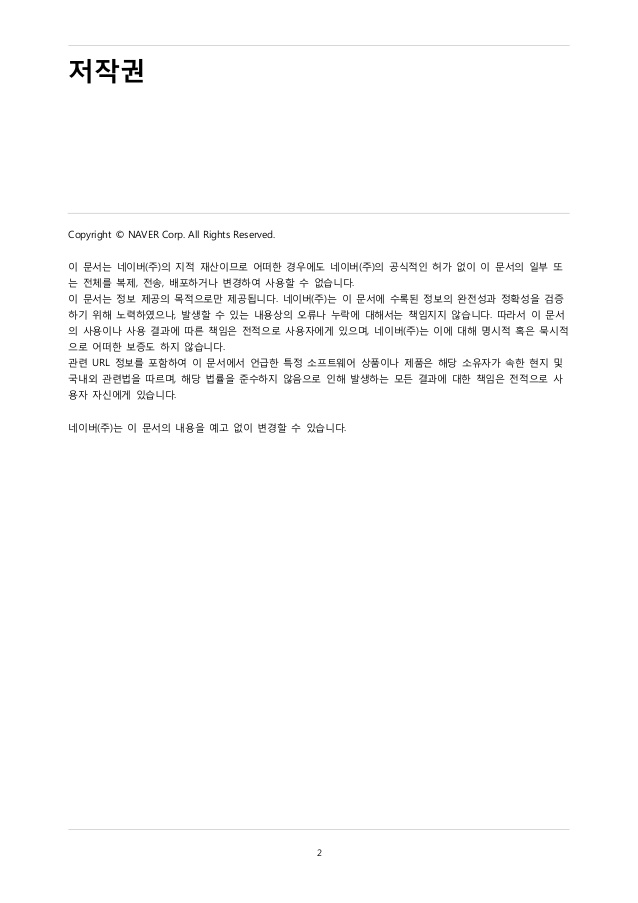 저작권
Copyright © NAVER Corp. All Rights Reserved.
이 문서는 네이버(주)의 지적 재산이므로 어떠한 경우에도 네이버(주)의 공식적인 허가 없이 이 문서의 일부 또
는 전체를 복제, 전송, 배포하거나 변경하여 사용할 수 없습니다.
이 문서는 정보 제공의 목적으로만 제공됩니다. 네이버(주)는 이 문서에 수록된 정보의 완전성과 정확성을 검증
하기 위해 노력하였으나, 발생할 수 있는 내용상의 오류나 누락에 대해서는 책임지지 않습니다. 따라서 이 문서
의 사용이나 사용 결과에 따른 책임은 전적으로 사용자에게 있으며, 네이버(주)는 이에 대해 명시적 혹은 묵시적
으로 어떠한 보증도 하지 않습니다.
관련 URL 정보를 포함하여 이 문서에서 언급한 특정 소프트웨어 상품이나 제품은 해당 소유자가 속한 현지 및
국내외 관련법을 따르며, 해당 법률을 준수하지 않음으로 인해 발생하는 모든 결과에 대한 책임은 전적으로 사
용자 자신에게 있습니다.
네이버(주)는 이 문서의 내용을 예고 없이 변경할 수 있습니다.
2